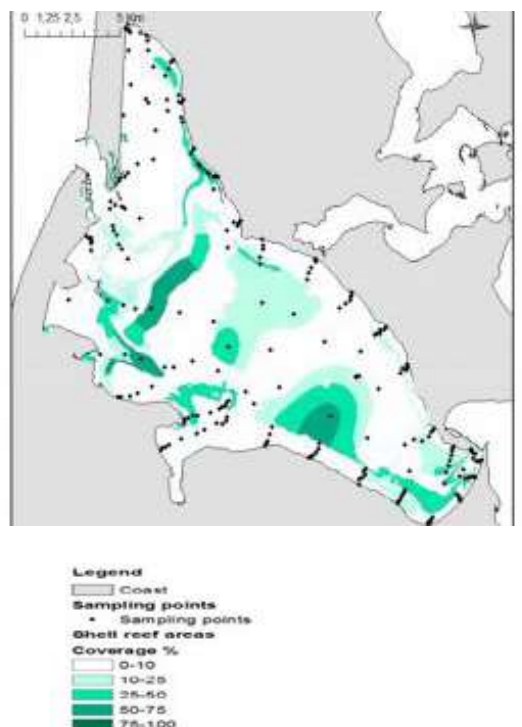 0 1,25 2,5 5 Km
Legend
Coast
Sampling points
Sampling points
Shell reef areas
Coverage %
0-10
10-25
25-50
50-75
75-100